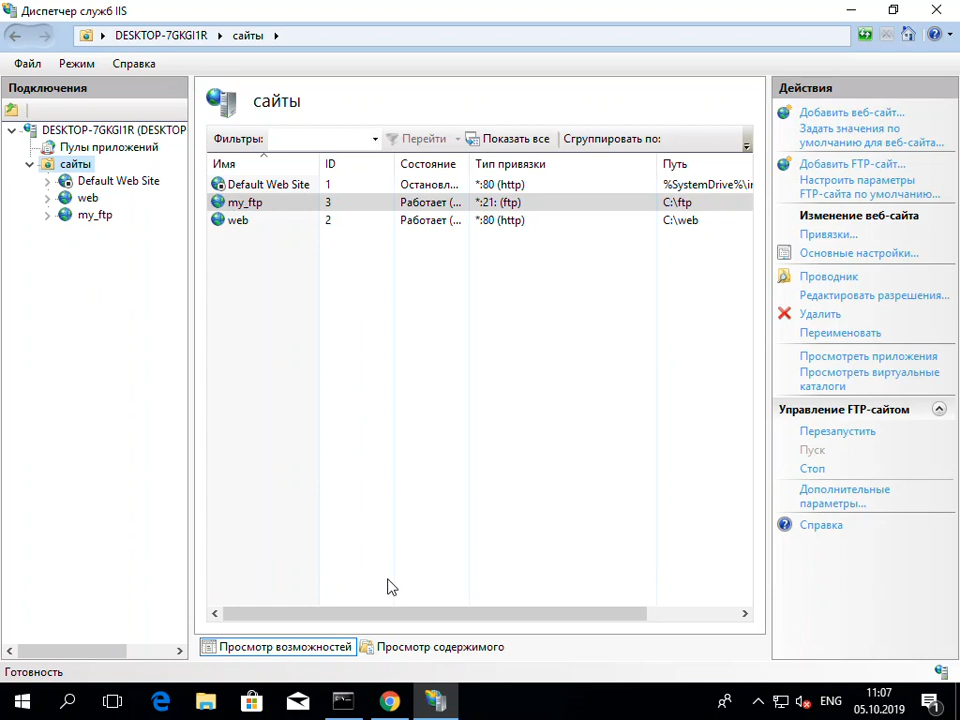 Диспетчер служб IIS
DESKTOP-7GKGI1R
сайты
Файл Режим Справка
Подключения
DESKTOP-7GKGI1R (DESKTOP
Пулы приложений
сайты
Default Web Site
web
my_ftp
сайты
Фильтры: Перейти Показать все Сгруппировать по:
Имя ID Состояние Тип привязки Путь
Default Web Site 1 Остановл... *:80 (http) %SystemDrive%\in
my_ftp 3 Работает (... *:21: (ftp) C:\ftp
web 2 Работает (... *:80 (http) C:\web
Просмотр возможностей Просмотр содержимого
Действия
Добавить веб-сайт...
Задать значения по
умолчанию для веб-сайта...
Добавить FTP-сайт...
Настроить параметры
FTP-сайта по умолчанию...
Изменение веб-сайта
Привязки...
Основные настройки...
Проводник
Редактировать разрешения...
Удалить
Переименовать
Просмотреть приложения
Просмотреть виртуальные
каталоги
Управление FTP-сайтом
Перезапустить
Пуск
Стоп
Дополнительные
параметры...
Справка
Готовность
ENG
11:07
05.10.2019
1